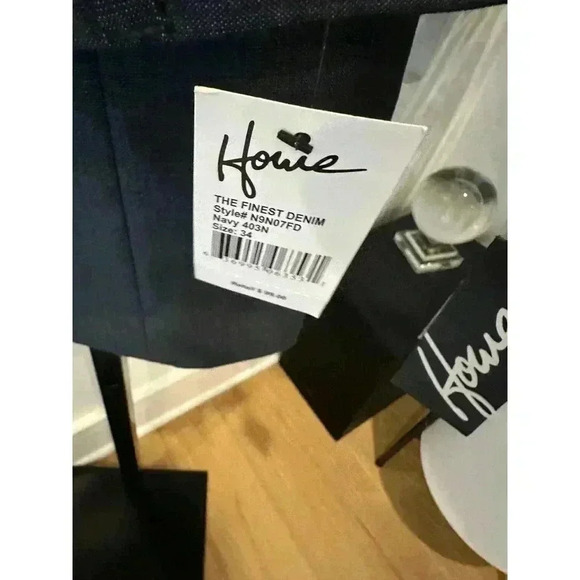 Howe
THE FINEST DENIM
Style# N9N07FD
Navy 403N
Size: 34
Howe